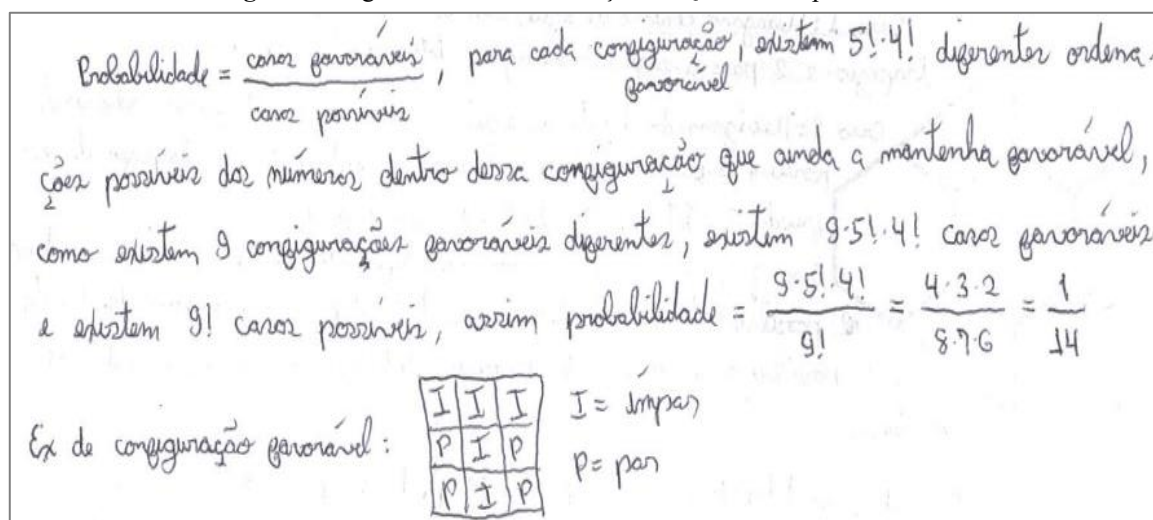 Probabilidade = casos favoráveis / casos possíveis, para cada configuração favorável, existem 5!·4! diferentes ordena-
ções possíveis dos números dentro dessa configuração que ainda a mantenha favorável,
como existem 9 configurações favoráveis diferentes, existem 9·5!·4! casos favoráveis
e existem 9! casos possíveis, assim probabilidade = 9·5!·4! / 9! = 4·3·2 / 8·7·6 = 1 / 14
Ex de configuração favorável:
I I I
P I P
P I P
I = ímpar
P = par